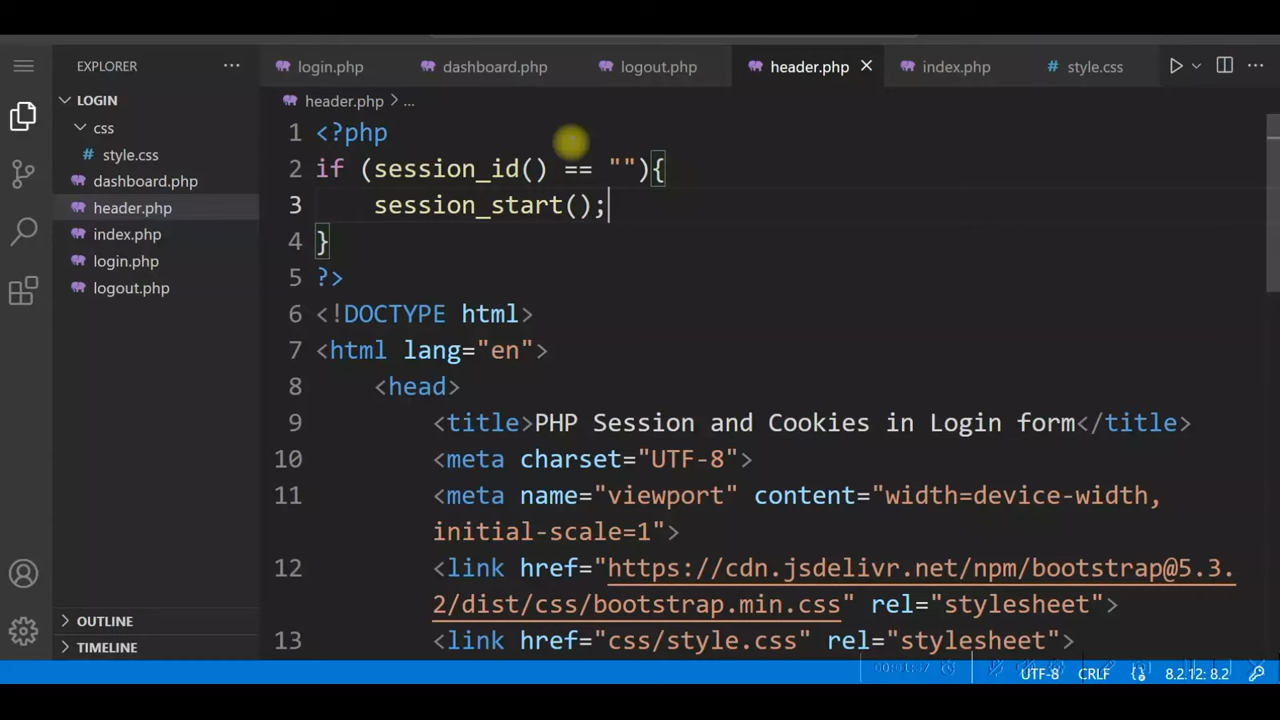 EXPLORER
LOGIN
css
# style.css
dashboard.php
header.php
index.php
login.php
logout.php
OUTLINE
TIMELINE
login.php dashboard.php logout.php header.php index.php # style.css
header.php > ...
1 <?php
2 if (session_id() == ""){
3 session_start();
4 }
5 ?>
6 <!DOCTYPE html>
7 <html lang="en">
8 <head>
9 <title>PHP Session and Cookies in Login form</title>
10 <meta charset="UTF-8">
11 <meta name="viewport" content="width=device-width,
initial-scale=1">
12 <link href="https://cdn.jsdelivr.net/npm/bootstrap@5.3.
2/dist/css/bootstrap.min.css" rel="stylesheet">
13 <link href="css/style.css" rel="stylesheet">
UTF-8 CRLF 8.2.12: 8.2